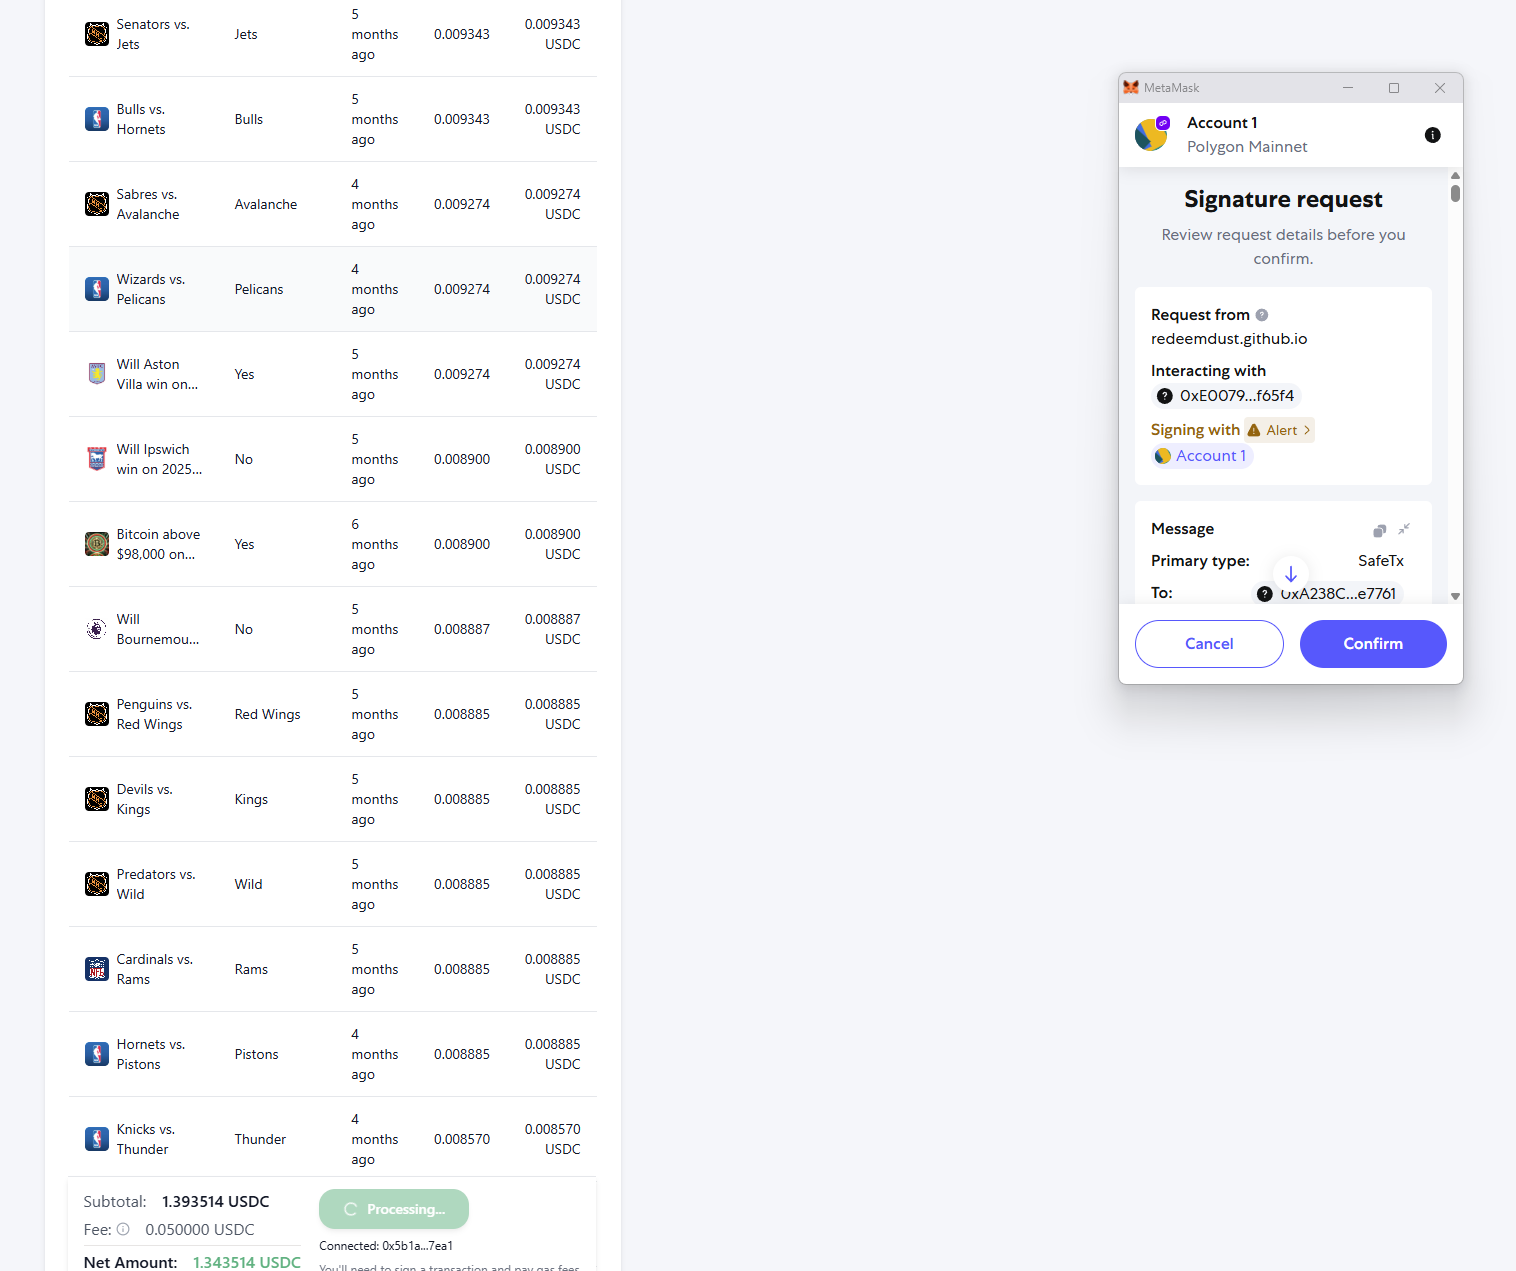 Senators vs.
Jets
Jets
5
months
ago
0.009343
0.009343
USDC
Bulls vs.
Hornets
Bulls
5
months
ago
0.009343
0.009343
USDC
Sabres vs.
Avalanche
Avalanche
4
months
ago
0.009274
0.009274
USDC
Wizards vs.
Pelicans
Pelicans
4
months
ago
0.009274
0.009274
USDC
Will Aston
Villa win on...
Yes
5
months
ago
0.009274
0.009274
USDC
Will Ipswich
win on 2025...
No
5
months
ago
0.008900
0.008900
USDC
Bitcoin above
$98,000 on...
Yes
6
months
ago
0.008900
0.008900
USDC
Will
Bournemou...
No
5
months
ago
0.008887
0.008887
USDC
Penguins vs.
Red Wings
Red Wings
5
months
ago
0.008885
0.008885
USDC
Devils vs.
Kings
Kings
5
months
ago
0.008885
0.008885
USDC
Predators vs.
Wild
Wild
5
months
ago
0.008885
0.008885
USDC
Cardinals vs.
Rams
Rams
5
months
ago
0.008885
0.008885
USDC
Hornets vs.
Pistons
Pistons
4
months
ago
0.008885
0.008885
USDC
Knicks vs.
Thunder
Thunder
4
months
ago
0.008570
0.008570
USDC
Subtotal: 1.393514 USDC
Fee: 0.050000 USDC
Net Amount: 1.343514 USDC
Processing...
Connected: 0x5b1a...7ea1
You'll need to sign a transaction and pay gas fees
MetaMask
Account 1
Polygon Mainnet
Signature request
Review request details before you
confirm.
Request from
redeemdust.github.io
Interacting with
0xE0079...f65f4
Signing with Alert >
Account 1
Message
Primary type: SafeTx
To: 0xA238C...e7761
Cancel
Confirm